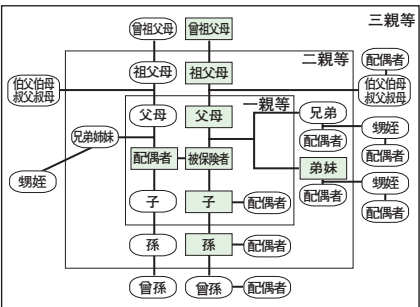 三親等
曾祖父母 曾祖父母
二親等
配偶者
祖父母 祖父母
伯父伯母
叔父叔母
伯父伯母
叔父叔母
一親等
父母 父母
兄弟
配偶者
甥姪
配偶者
兄弟姉妹
配偶者 被保険者
弟妹
配偶者
甥姪
配偶者
甥姪
子 子 配偶者
孫 孫 配偶者
曾孫 曾孫 配偶者